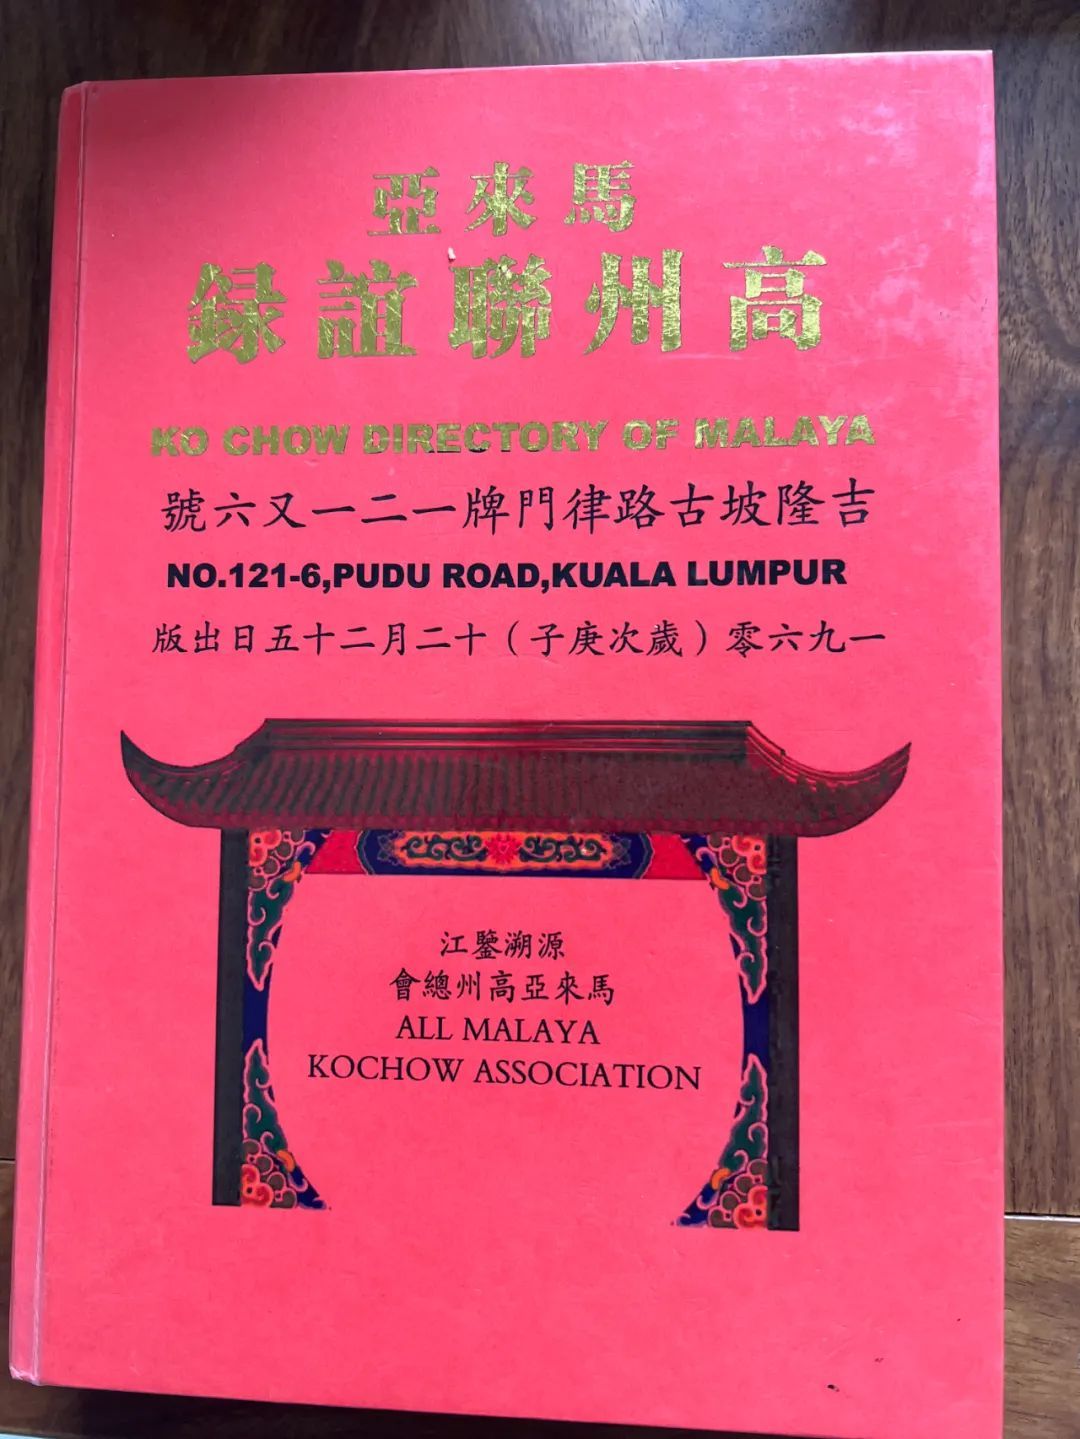 馬來亞
高州聯誼録
KO CHOW DIRECTORY OF MALAYA
吉隆坡古路律門牌一二一又六號
NO.121-6,PUDU ROAD,KUALA LUMPUR
一九六零（歲次庚子）十二月二十五日出版
源溯鑒江
馬來亞高州總會
ALL MALAYA
KOCHOW ASSOCIATION